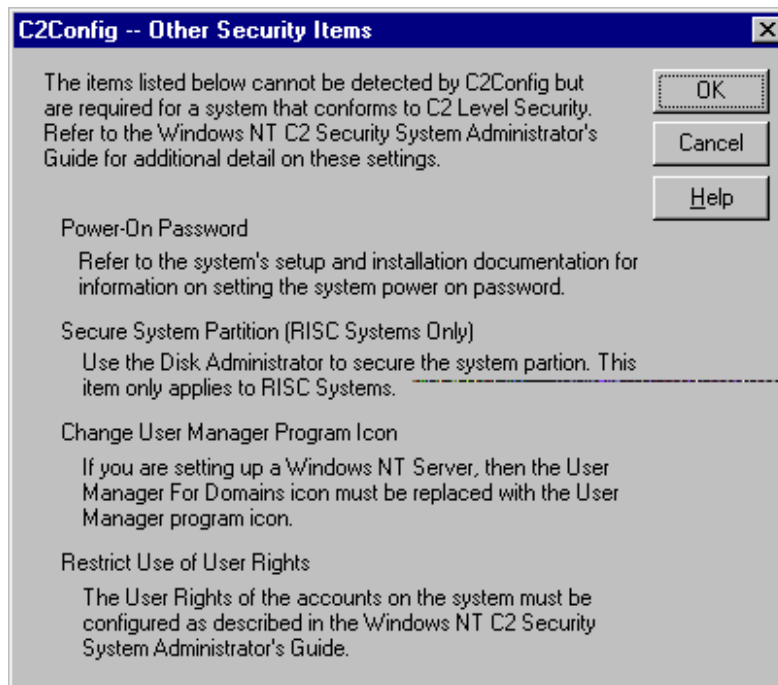 C2Config -- Other Security Items
The items listed below cannot be detected by C2Config but
are required for a system that conforms to C2 Level Security.
Refer to the Windows NT C2 Security System Administrator's
Guide for additional detail on these settings.
OK
Cancel
Help
Power-On Password
Refer to the system's setup and installation documentation for
information on setting the system power on password.
Secure System Partition (RISC Systems Only)
Use the Disk Administrator to secure the system partion. This
item only applies to RISC Systems.
Change User Manager Program Icon
If you are setting up a Windows NT Server, then the User
Manager For Domains icon must be replaced with the User
Manager program icon.
Restrict Use of User Rights
The User Rights of the accounts on the system must be
configured as described in the Windows NT C2 Security
System Administrator's Guide.